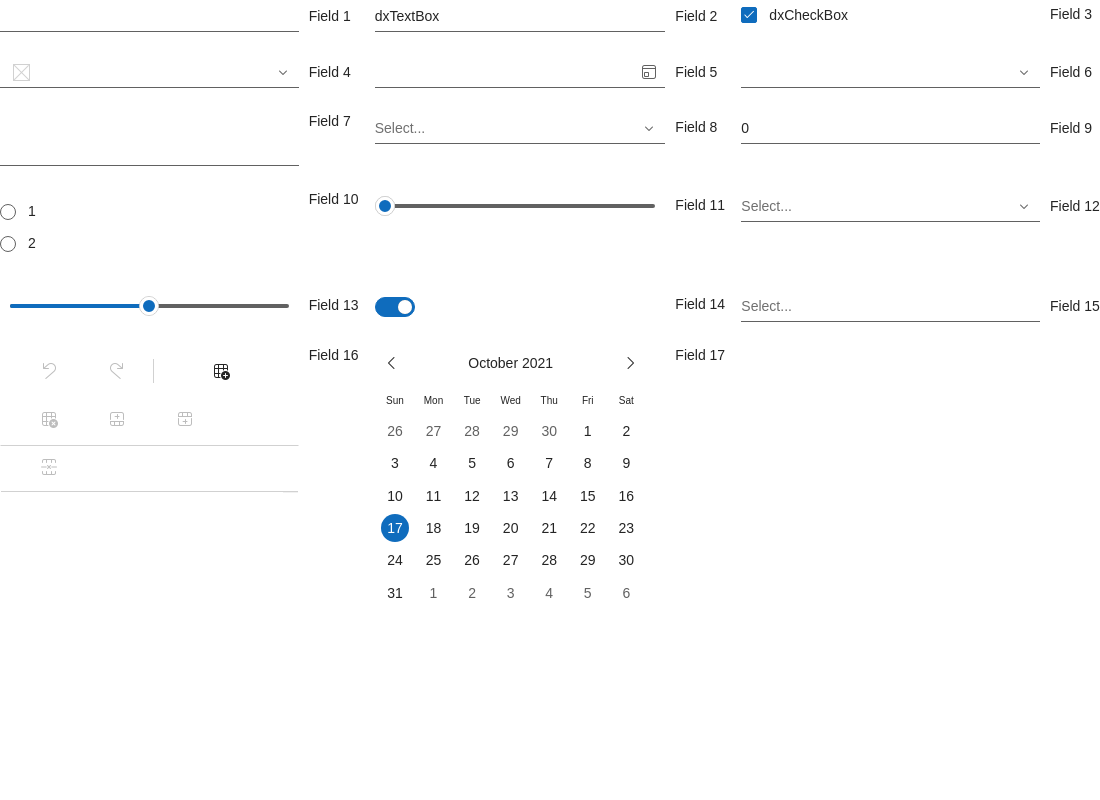 Field 1
dxTextBox
Field 2
dxCheckBox
Field 3
Field 4
Field 5
Field 6
Field 7
Select...
Field 8
0
Field 9
1
2
Field 10
Field 11
Select...
Field 12
Field 13
Field 14
Select...
Field 15
Field 16
October 2021
Sun Mon Tue Wed Thu Fri Sat
26 27 28 29 30 1 2
3 4 5 6 7 8 9
10 11 12 13 14 15 16
17 18 19 20 21 22 23
24 25 26 27 28 29 30
31 1 2 3 4 5 6
Field 17